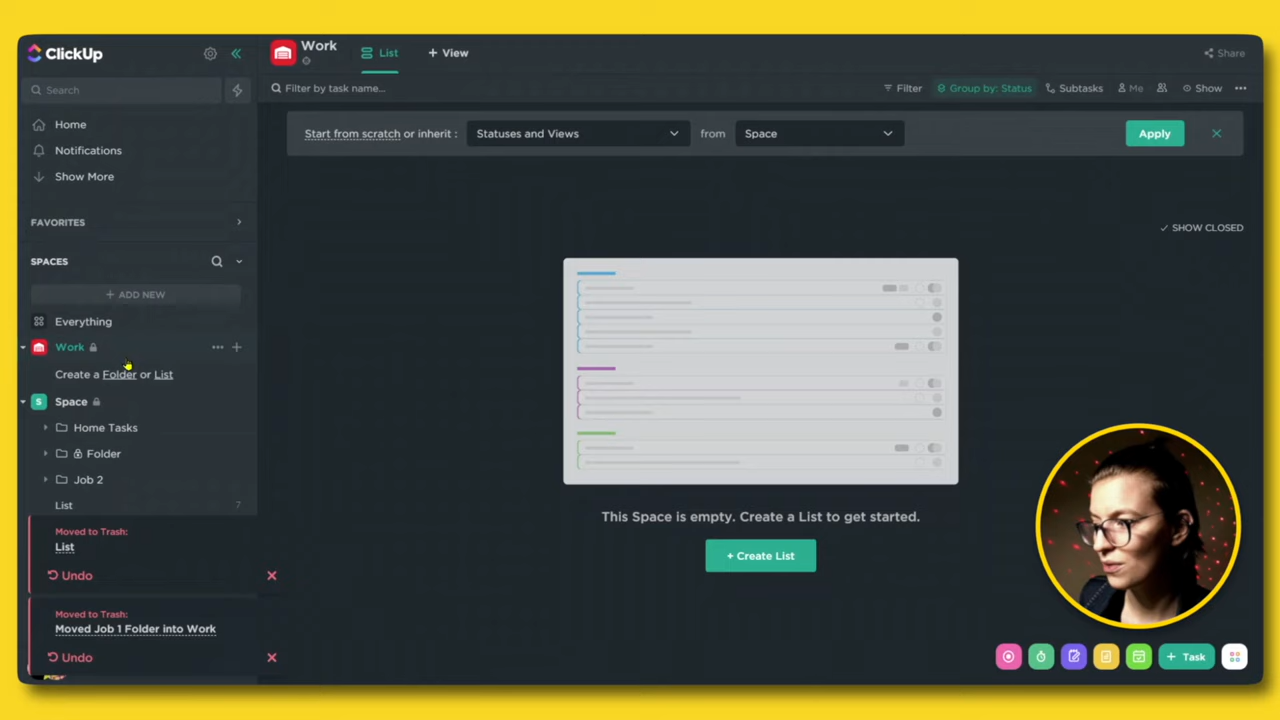 ClickUp
Search
Home
Notifications
Show More
FAVORITES
SPACES
+ ADD NEW
Everything
Work
Create a Folder or List
S Space
Home Tasks
Folder
Job 2
List 7
Moved to Trash:
List
Undo
Moved to Trash:
Moved Job 1 Folder into Work
Undo
Work
List
+ View
Share
Filter by task name...
Filter
Group by: Status
Subtasks
Me
Show
Start from scratch or inherit :
Statuses and Views
from
Space
Apply
SHOW CLOSED
This Space is empty. Create a List to get started.
+ Create List
+ Task